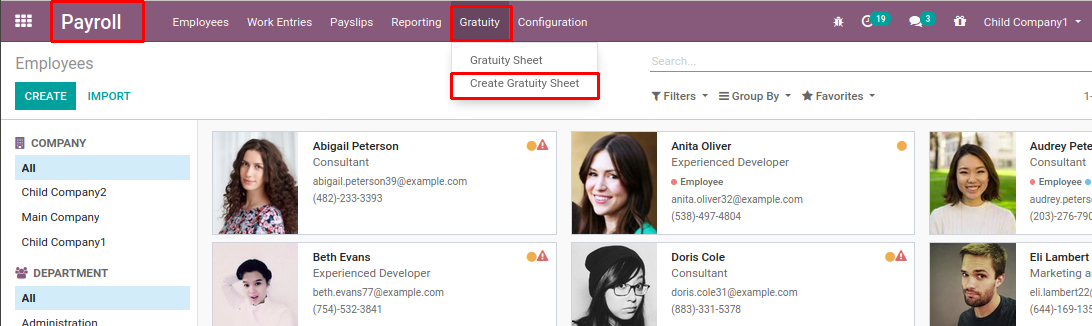 Payroll Employees Work Entries Payslips Reporting Gratuity Configuration 19 3 Child Company1
Gratuity Sheet
Create Gratuity Sheet
Employees
Search...
CREATE IMPORT
Filters Group By Favorites 1-
COMPANY
All
Child Company2
Main Company
Child Company1
DEPARTMENT
All
Administration
Abigail Peterson
Consultant
abigail.peterson39@example.com
(482)-233-3393
Anita Oliver
Experienced Developer
Employee
anita.oliver32@example.com
(538)-497-4804
Audrey Pete
Consultant
Employee
audrey.peters
(203)-276-790
Beth Evans
Experienced Developer
beth.evans77@example.com
(754)-532-3841
Doris Cole
Consultant
doris.cole31@example.com
(883)-331-5378
Eli Lambert
Marketing a
eli.lambert22
(644)-169-135